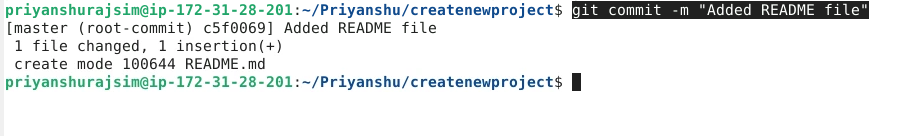 priyanshurajsim@ip-172-31-28-201:~/Priyanshu/createnewproject$ git commit -m "Added README file"
[master (root-commit) c5f0069] Added README file
 1 file changed, 1 insertion(+)
 create mode 100644 README.md
priyanshurajsim@ip-172-31-28-201:~/Priyanshu/createnewproject$